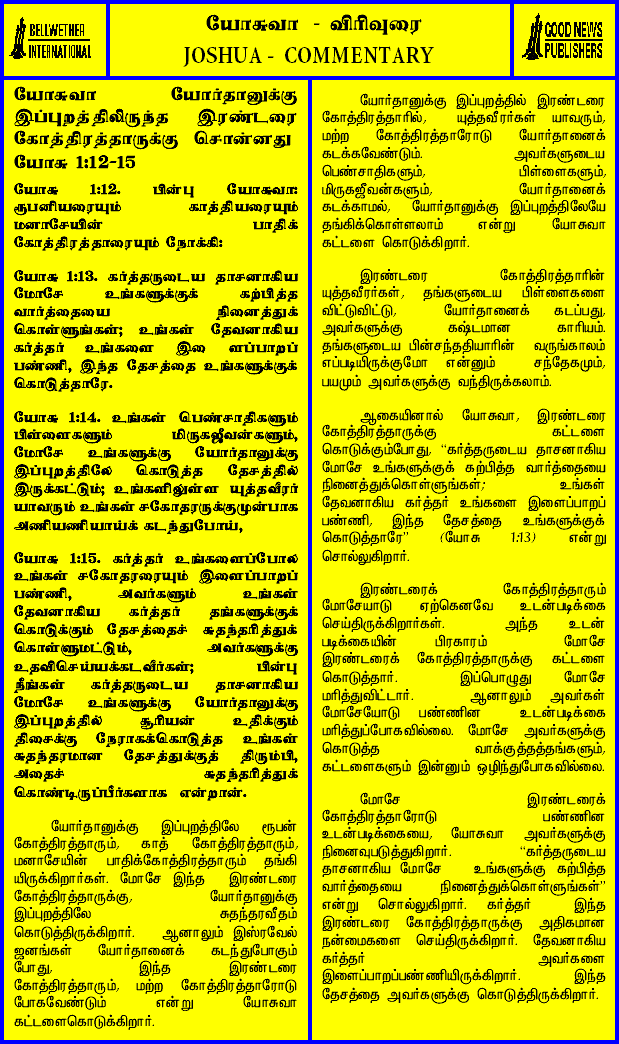 BELLWETHER
INTERNATIONAL
யோசுவா - விரிவுரை
JOSHUA - COMMENTARY
GOOD NEWS
PUBLISHERS
யோசுவா யோர்தானுக்கு
இப்புறத்திலிருந்த இரண்டரை
கோத்திரத்தாருக்கு சொன்னது
யோசு 1:12-15
யோசு 1:12. பின்பு யோசுவா:
ரூபனியரையும் காத்தியரையும்
மனாசேயின் பாதிக்
கோத்திரத்தாரையும் நோக்கி:
யோசு 1:13. கர்த்தருடைய தாசனாகிய
மோசே உங்களுக்குக் கற்பித்த
வார்த்தையை நினைத்துக்
கொள்ளுங்கள்; உங்கள் தேவனாகிய
கர்த்தர் உங்களை இளை ளப்பாறப்
பண்ணி, இந்த தேசத்தை உங்களுக்குக்
கொடுத்தாரே.
யோசு 1:14. உங்கள் பெண்சாதிகளும்
பிள்ளைகளும் மிருகஜீவன்களும்,
மோசே உங்களுக்கு யோர்தானுக்கு
இப்புறத்திலே கொடுத்த தேசத்தில்
இருக்கட்டும்; உங்களிலுள்ள யுத்தவீரர்
யாவரும் உங்கள் சகோதரருக்குமுன்பாக
அணியணியாய்க் கடந்துபோய்,
யோசு 1:15. கர்த்தர் உங்களைப்போல
உங்கள் சகோதரரையும் இளைப்பாறப்
பண்ணி, அவர்களும் உங்கள்
தேவனாகிய கர்த்தர் தங்களுக்குக்
கொடுக்கும் தேசத்தைச் சுதந்தரித்துக்
கொள்ளுமட்டும், அவர்களுக்கு
உதவிசெய்யக்கடவீர்கள்; பின்பு
நீங்கள் கர்த்தருடைய தாசனாகிய
மோசே உங்களுக்கு யோர்தானுக்கு
இப்புறத்தில் சூரியன் உதிக்கும்
திசைக்கு நேராகக்கொடுத்த உங்கள்
சுதந்தரமான தேசத்துக்குத் திரும்பி,
அதைச் சுதந்தரித்துக்
கொண்டிருப்பீர்களாக என்றான்.
யோர்தானுக்கு இப்புறத்திலே ரூபன்
கோத்திரத்தாரும், காத் கோத்திரத்தாரும்,
மனாசேயின் பாதிக்கோத்திரத்தாரும் தங்கி
யிருக்கிறார்கள். மோசே இந்த இரண்டரை
கோத்திரத்தாருக்கு, யோர்தானுக்கு
இப்புறத்திலே சுதந்தரவீதம்
கொடுத்திருக்கிறார். ஆனாலும் இஸ்ரவேல்
ஜனங்கள் யோர்தானைக் கடந்துபோகும்
போது, இந்த இரண்டரை
கோத்திரத்தாரும், மற்ற கோத்திரத்தாரோடு
போகவேண்டும் என்று யோசுவா
கட்டளைகொடுக்கிறார்.
யோர்தானுக்கு இப்புறத்தில் இரண்டரை
கோத்திரத்தாரில், யுத்தவீரர்கள் யாவரும்,
மற்ற கோத்திரத்தாரோடு யோர்தானைக்
கடக்கவேண்டும். அவர்களுடைய
பெண்சாதிகளும், பிள்ளைகளும்,
மிருகஜீவன்களும், யோர்தானைக்
கடக்காமல், யோர்தானுக்கு இப்புறத்திலேயே
தங்கிக்கொள்ளலாம் என்று யோசுவா
கட்டளை கொடுக்கிறார்.
இரண்டரை கோத்திரத்தாரின்
யுத்தவீரர்கள், தங்களுடைய பிள்ளைகளை
விட்டுவிட்டு, யோர்தானைக் கடப்பது,
அவர்களுக்கு கஷ்டமான காரியம்.
தங்களுடைய பின்சந்ததியாரின் வருங்காலம்
எப்படியிருக்குமோ என்னும் சந்தேகமும்,
பயமும் அவர்களுக்கு வந்திருக்கலாம்.
ஆகையினால் யோசுவா, இரண்டரை
கோத்திரத்தாருக்கு கட்டளை
கொடுக்கும்போது, "கர்த்தருடைய தாசனாகிய
மோசே உங்களுக்குக் கற்பித்த வார்த்தையை
நினைத்துக்கொள்ளுங்கள்; உங்கள்
தேவனாகிய கர்த்தர் உங்களை இளைப்பாறப்
பண்ணி, இந்த தேசத்தை உங்களுக்குக்
கொடுத்தாரே" (யோசு 1:13) என்று
சொல்லுகிறார்.
இரண்டரைக் கோத்திரத்தாரும்
மோசேயாடு ஏற்கெனவே உடன்படிக்கை
செய்திருக்கிறார்கள். அந்த உடன்
படிக்கையின் பிரகாரம் மோசே
இரண்டரைக் கோத்திரத்தாருக்கு கட்டளை
கொடுத்தார். இப்பொழுது மோசே
மரித்துவிட்டார். ஆனாலும் அவர்கள்
மோசேயோடு பண்ணின உடன்படிக்கை
மரித்துப்போகவில்லை. மோசே அவர்களுக்கு
கொடுத்த வாக்குத்தத்தங்களும்,
கட்டளைகளும் இன்னும் ஒழிந்துபோகவில்லை.
மோசே இரண்டரைக்
கோத்திரத்தாரோடு பண்ணின
உடன்படிக்கையை, யோசுவா அவர்களுக்கு
நினைவுபடுத்துகிறார். "கர்த்தருடைய
தாசனாகிய மோசே உங்களுக்கு கற்பித்த
வார்த்தையை நினைத்துக்கொள்ளுங்கள்"
என்று சொல்லுகிறார். கர்த்தர் இந்த
இரண்டரை கோத்திரத்தாருக்கு அதிகமான
நன்மைகளை செய்திருக்கிறார். தேவனாகிய
கர்த்தர் அவர்களை
இளைப்பாறப்பண்ணியிருக்கிறார். இந்த
தேசத்தை அவர்களுக்கு கொடுத்திருக்கிறார்.